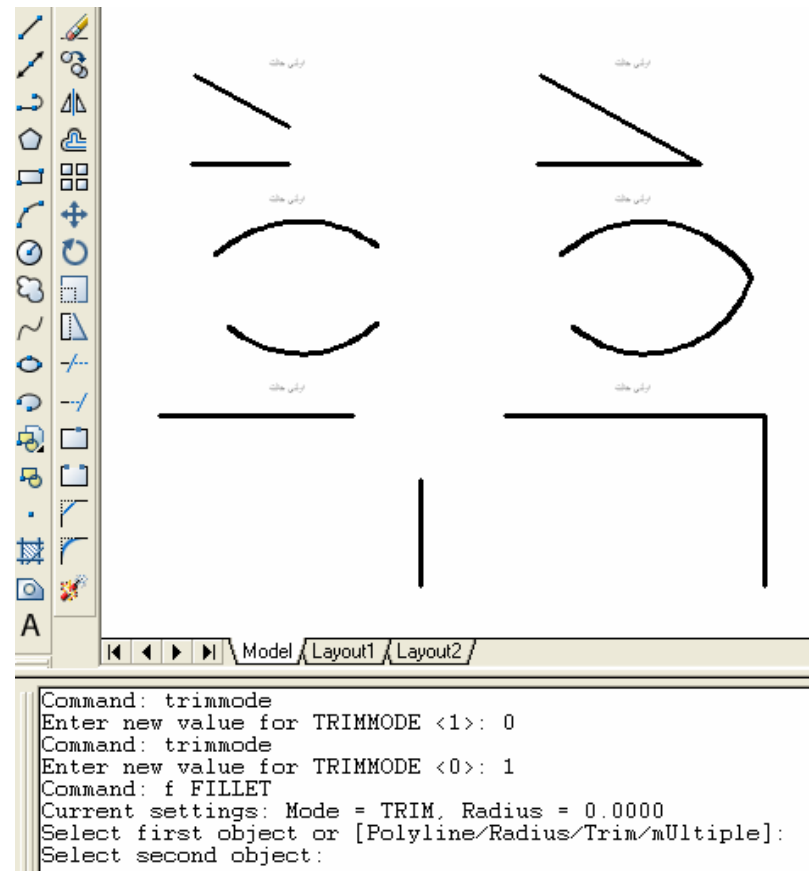 Model
Layout1
Layout2
Command: trimmode
Enter new value for TRIMMODE <1>: 0
Command: trimmode
Enter new value for TRIMMODE <0>: 1
Command: f FILLET
Current settings: Mode = TRIM, Radius = 0.0000
Select first object or [Polyline/Radius/Trim/mUltiple]:
Select second object: